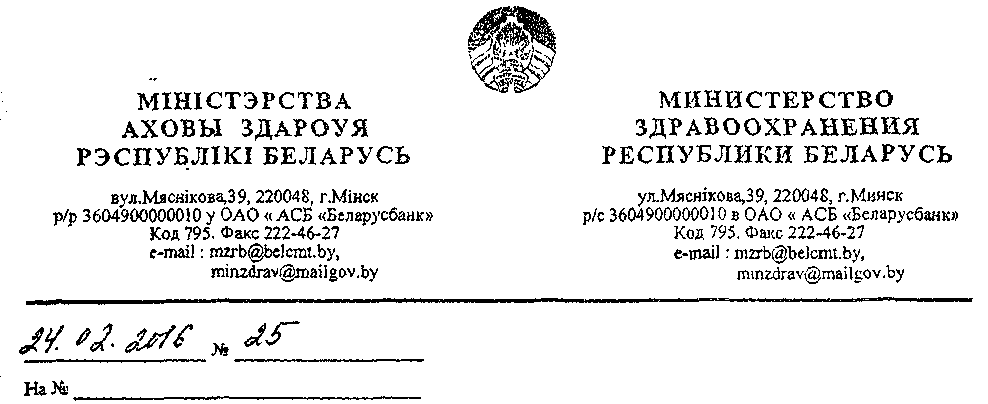 МІНІСТЭРСТВА
АХОВЫ ЗДАРОУЯ
РЭСПУБЛІКІ БЕЛАРУСЬ
вул.Мяснікова,39, 220048, г.Мінск
р/р 3604900000010 у ОАО « АСБ «Беларусбанк»
Код 795. Факс 222-46-27
e-mail : mzrb@belcmt.by,
minzdrav@mailgov.by
МИНИСТЕРСТВО
ЗДРАВООХРАНЕНИЯ
РЕСПУБЛИКИ БЕЛАРУСЬ
ул.Мясникова,39, 220048, г.Минск
р/с 3604900000010 в ОАО « АСБ «Беларусбанк»
Код 795. Факс 222-46-27
e-mail : mzrb@belcmt.by,
minzdrav@mailgov.by
24.02.2016 № 25
На №